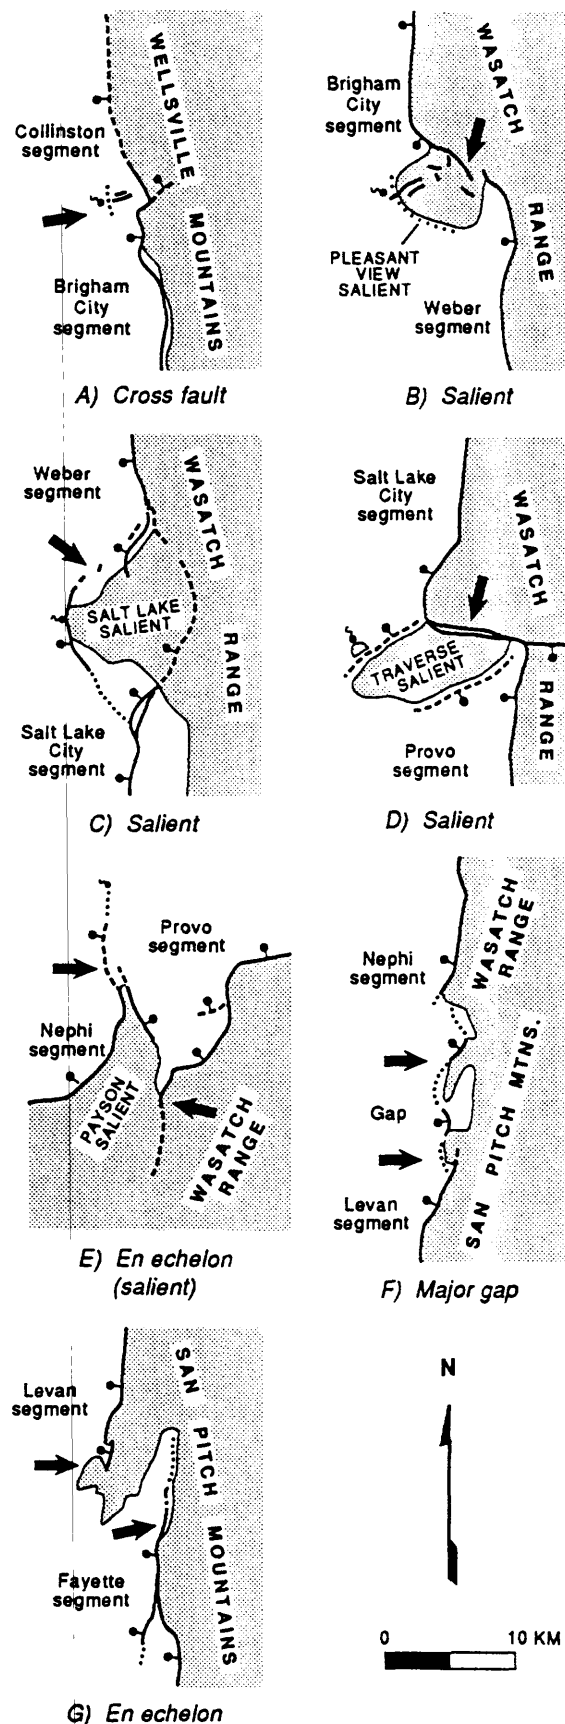 WELLSVILLE
MOUNTAINS
Collinston
segment
Brigham
City
segment
A) Cross fault
WASATCH
RANGE
Brigham
City
segment
PLEASANT
VIEW
SALIENT
Weber
segment
B) Salient
Weber
segment
WASATCH
RANGE
SALT LAKE
SALIENT
Salt Lake
City
segment
C) Salient
Salt Lake
City
segment
WASATCH
RANGE
TRAVERSE
SALIENT
Provo
segment
D) Salient
Provo
segment
Nephi
segment
PAYSON
SALIENT
WASATCH
RANGE
E) En echelon
(salient)
WASATCH
RANGE
Nephi
segment
SAN PITCH MTNS.
Gap
Levan
segment
F) Major gap
SAN PITCH MOUNTAINS
Levan
segment
Fayette
segment
G) En echelon
N
0 10 KM